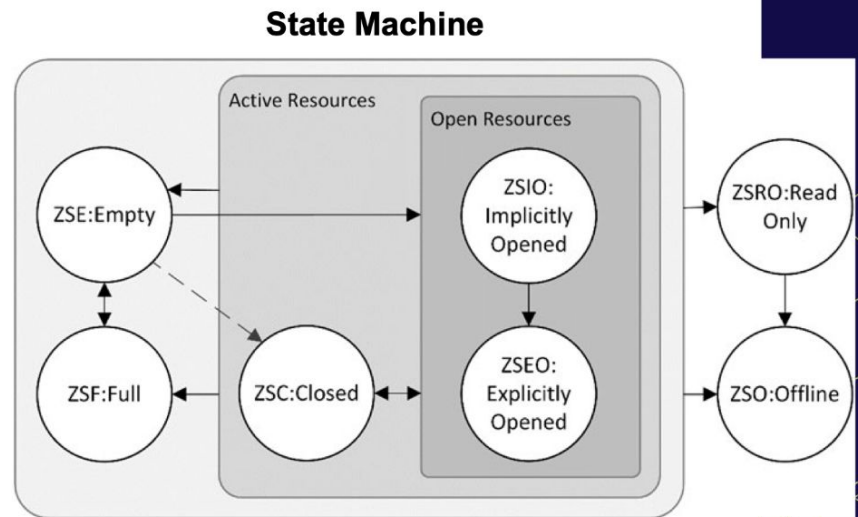 State Machine
Active Resources
Open Resources
ZSE:Empty
ZSIO:
Implicitly
Opened
ZSRO:Read
Only
ZSF:Full
ZSC:Closed
ZSEO:
Explicitly
Opened
ZSO:Offline